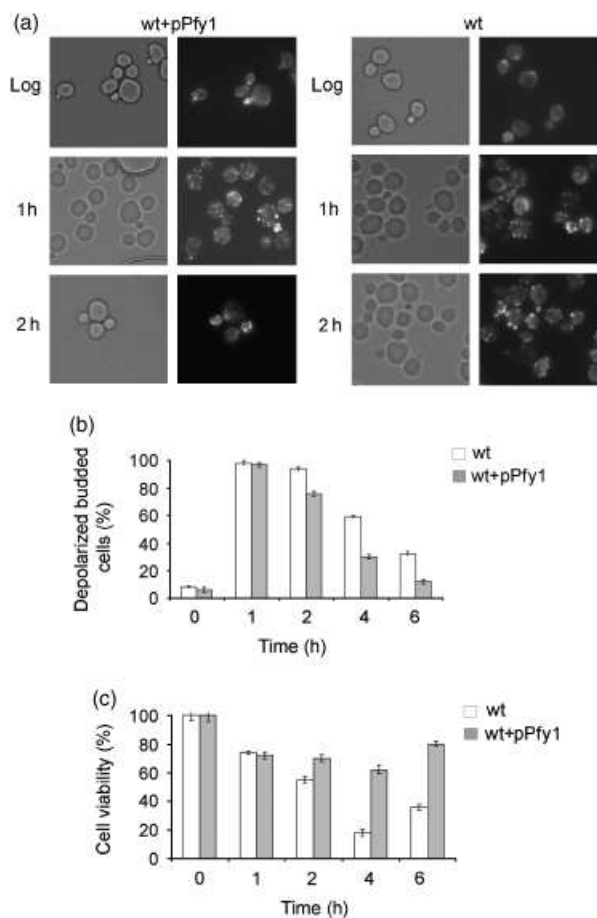 (a)
wt+pPfy1 wt
Log Log
1h 1h
2 h 2 h
(b)
wt
wt+pPfy1
Depolarized budded cells (%)
100
80
60
40
20
0
0 1 2 4 6
Time (h)
(c)
wt
wt+pPfy1
Cell viability (%)
100
80
60
40
20
0
0 1 2 4 6
Time (h)